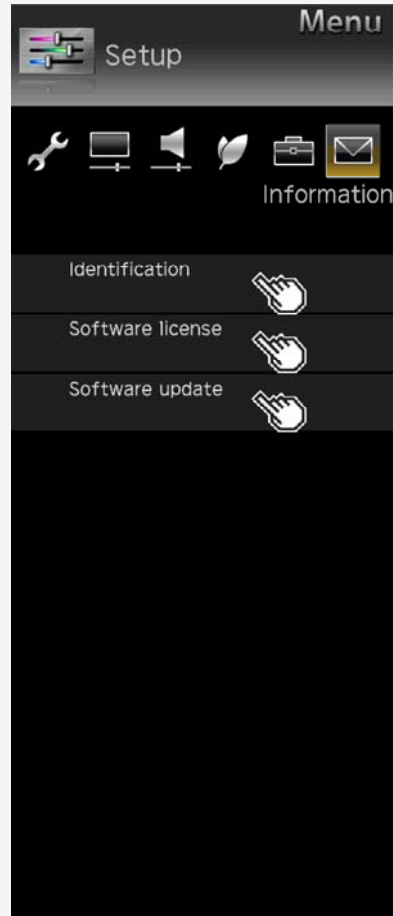 Menu
Setup
Information
Identification
Software license
Software update